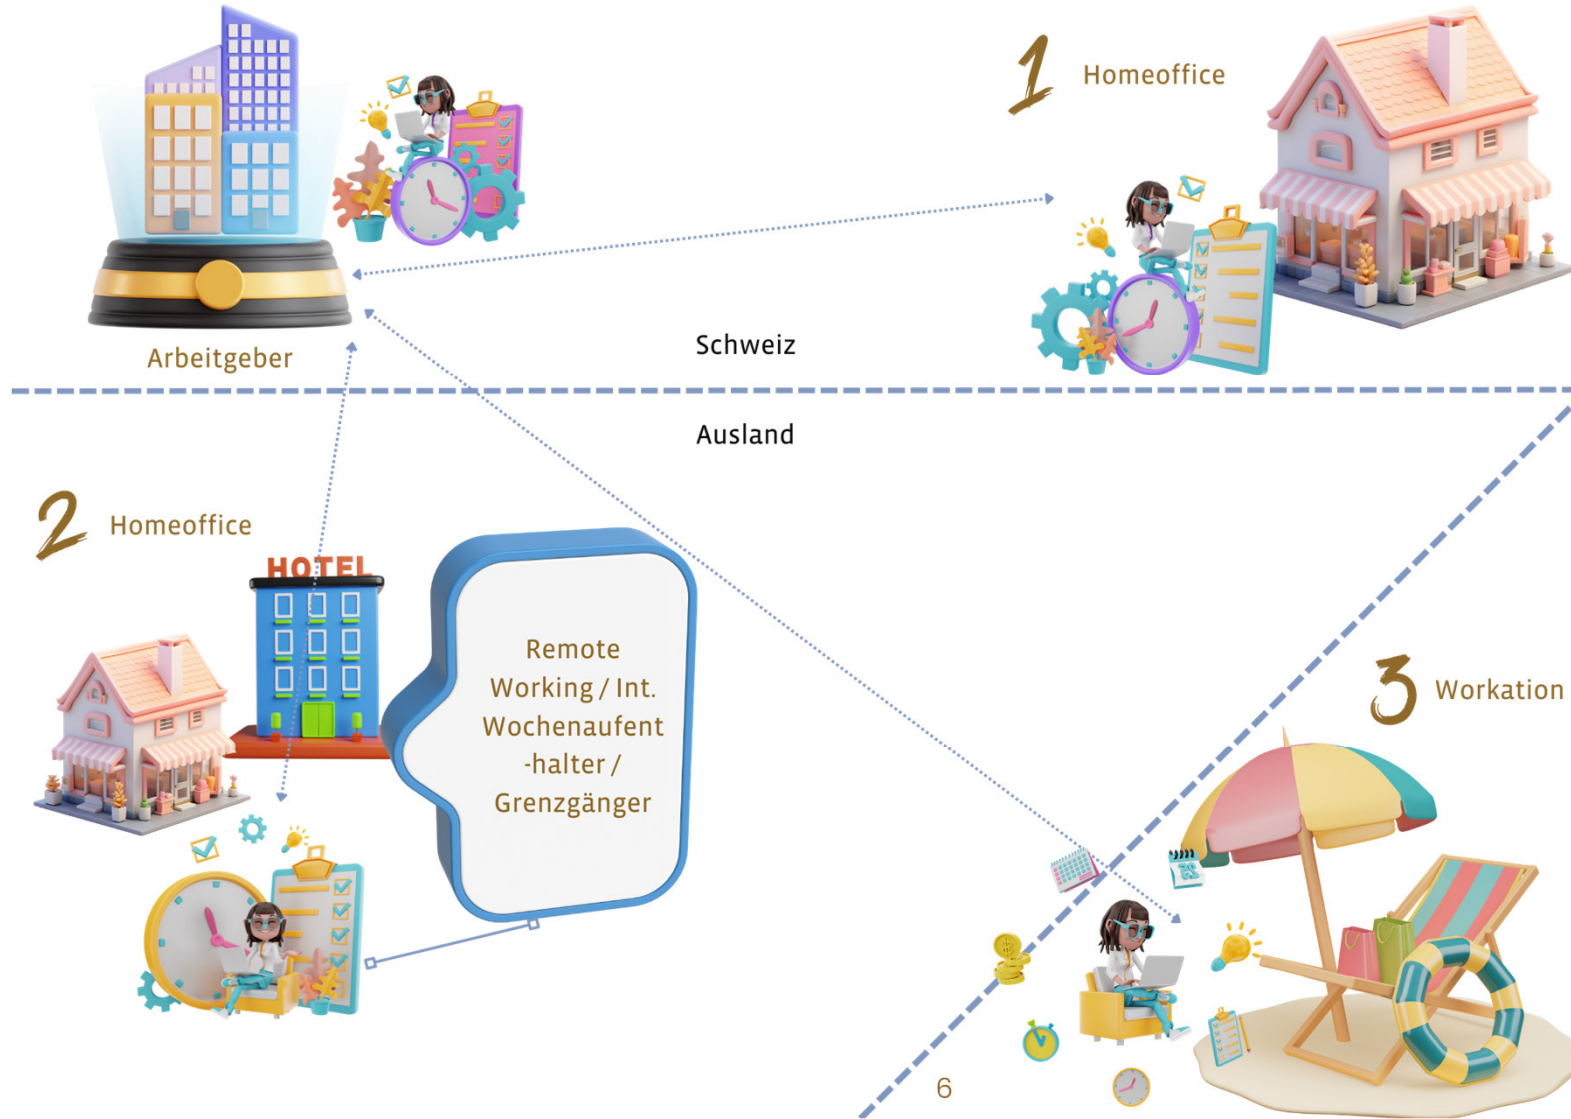 1 Homeoffice
Arbeitgeber
Schweiz
Ausland
2 Homeoffice
HOTEL
Remote
Working / Int.
Wochenaufent
-halter /
Grenzgänger
3 Workation
6